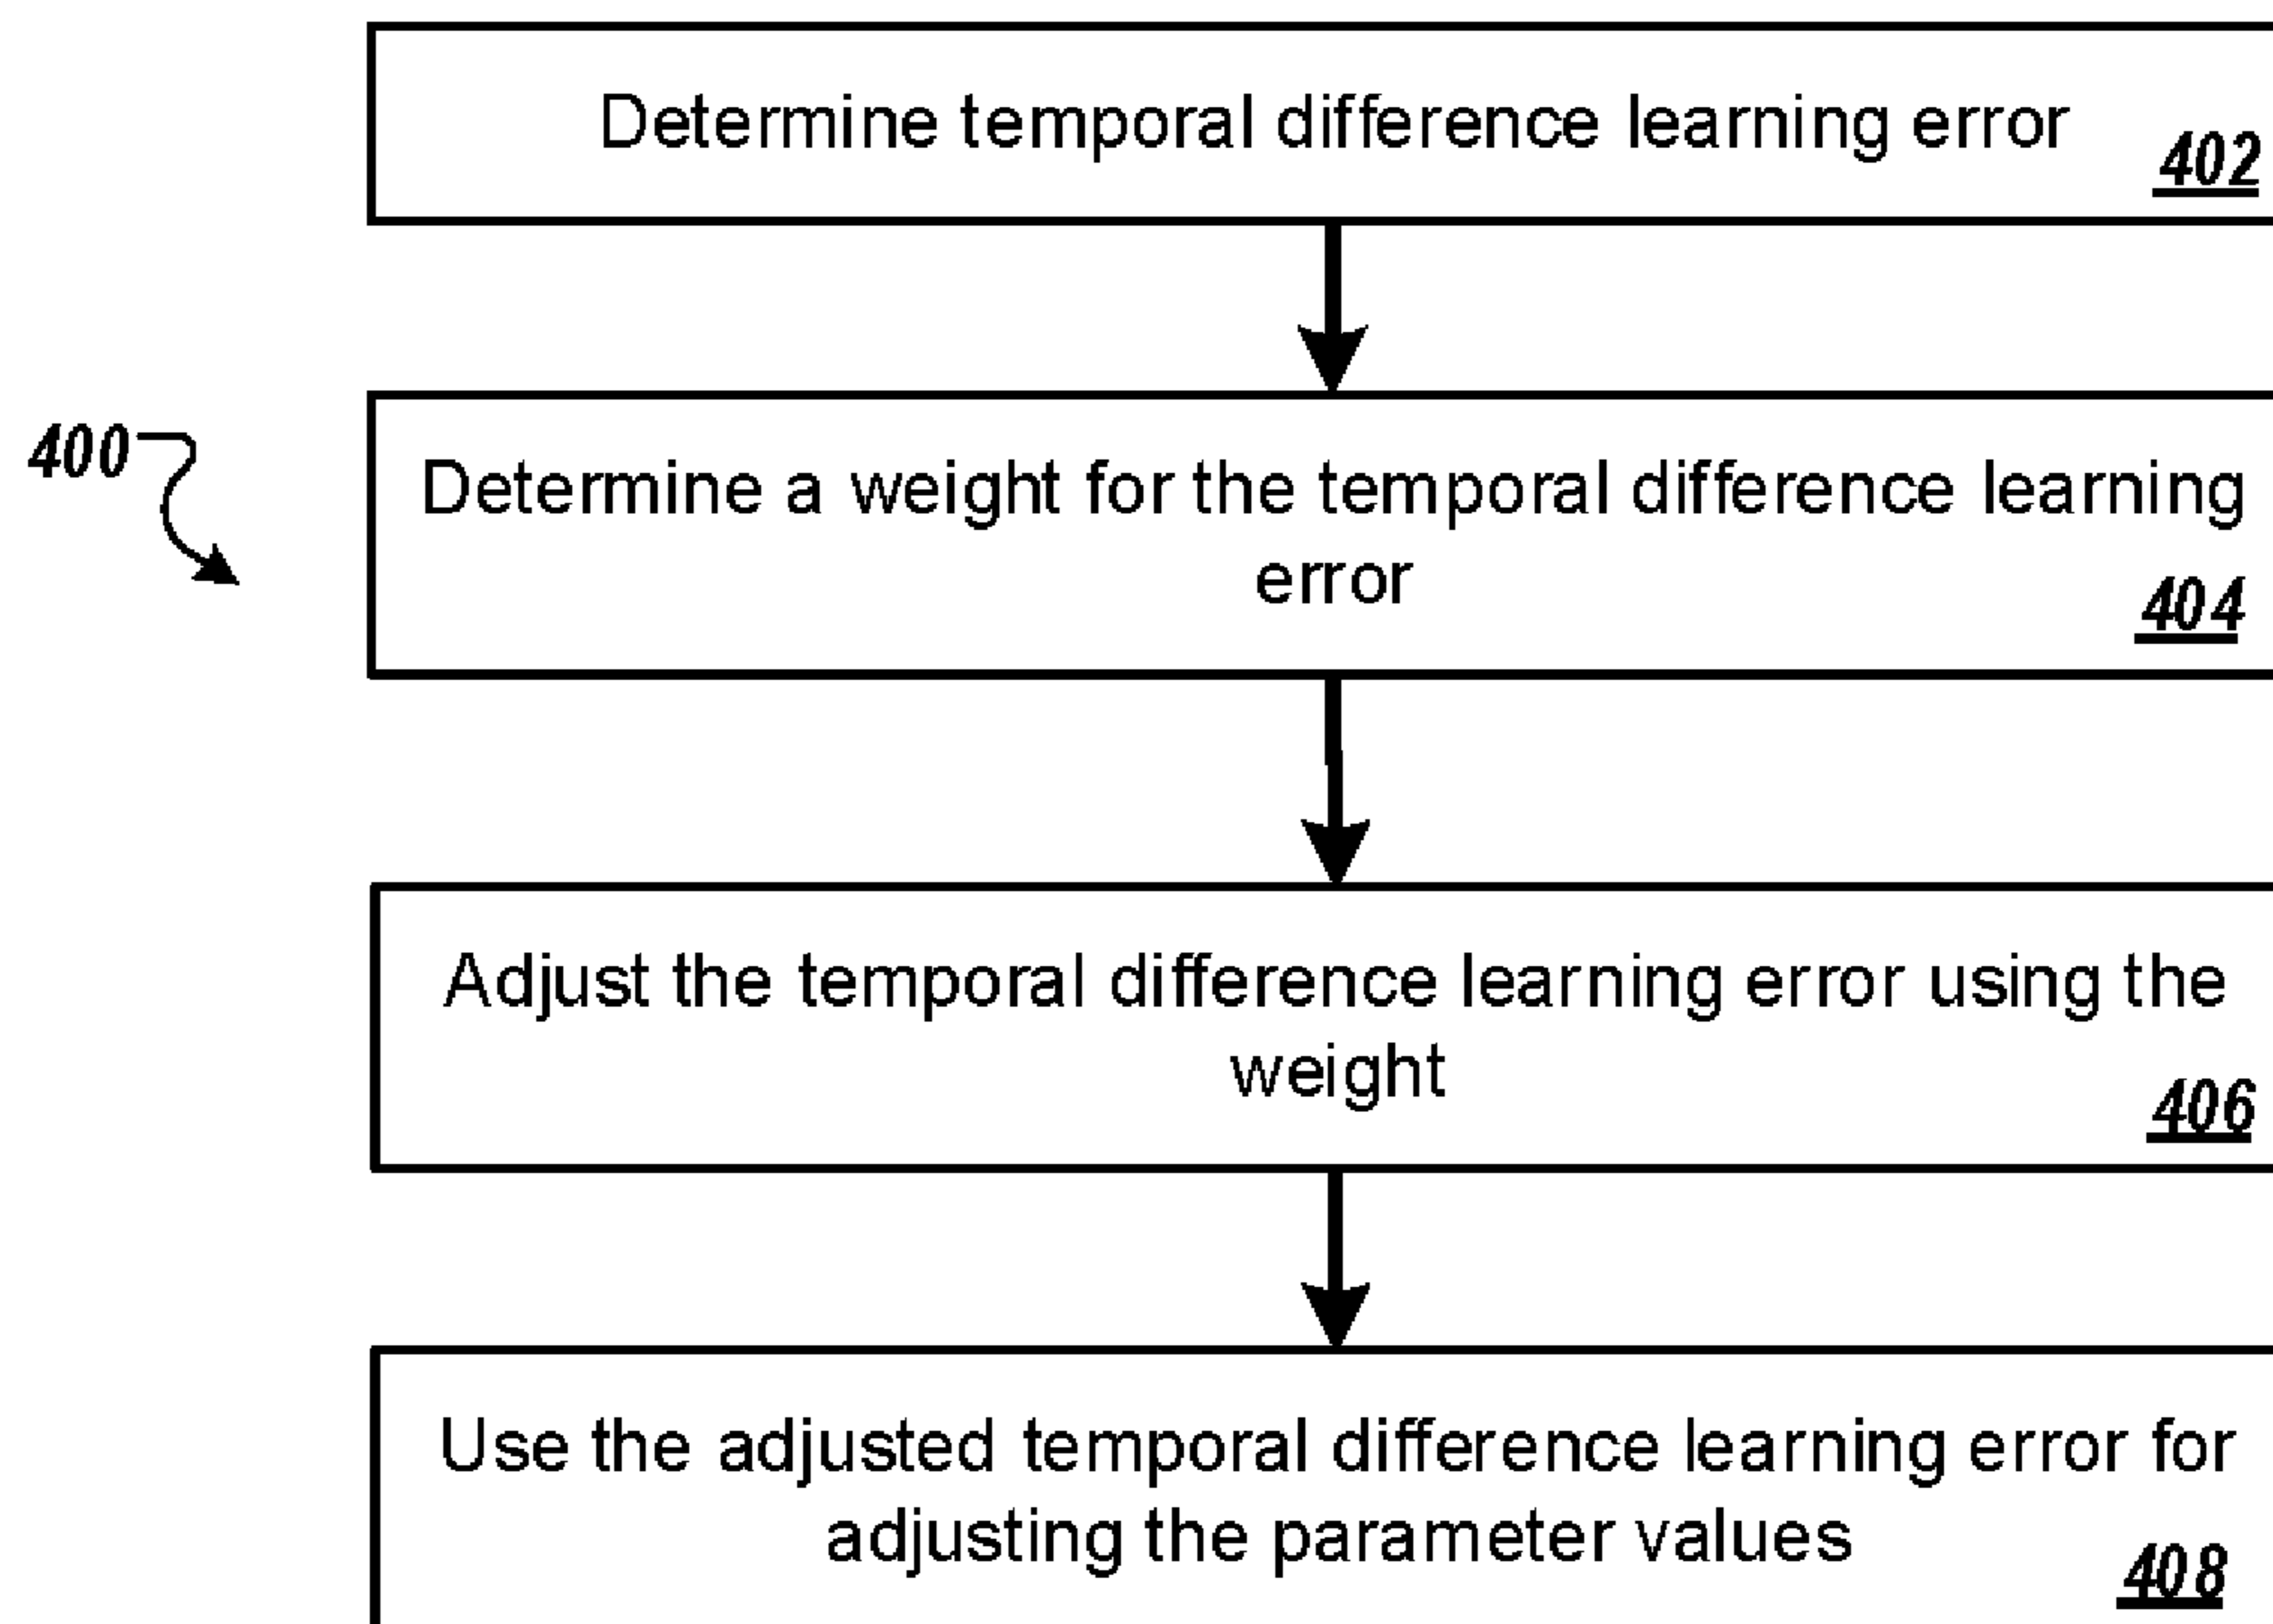 Determine temporal difference learning error
402
400
Determine a weight for the temporal difference learning
error
404
Adjust the temporal difference learning error using the
weight
406
Use the adjusted temporal difference learning error for
adjusting the parameter values
408